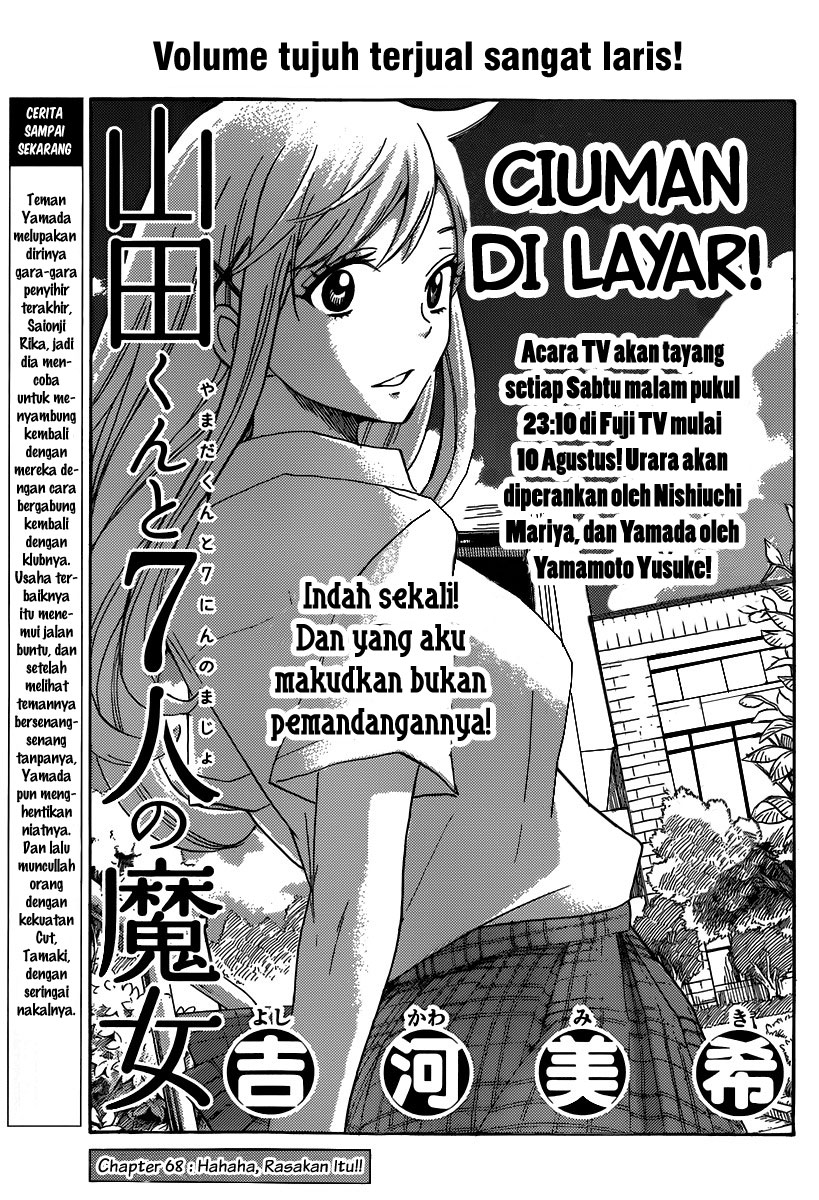 Volume tujuh terjual sangat laris!
CERITA
SAMPAI
SEKARANG
Teman
Yamada
melupakan
dirinya
gara-gara
penyihir
terakhir,
Saionji
Rika, jadi
dia men-
coba
untuk me-
nyambung
kembali
dengan
mereka de-
ngan cara
bergabung
kembali
dengan
klubnya.
Usaha ter-
baiknya
itu mene-
mui jalan
buntu, dan
setelah
melihat
temannya
bersenang-
senang
tanpanya,
Yamada
pun meng-
hentikan
niatnya.
Dan lalu
muncullah
orang
dengan
kekuatan
Cut,
Tamaki,
dengan
seringai
nakalnya.
山田くんと7人の魔女
やまだくんと7にんのまじょ
CIUMAN
DI LAYAR!
Acara TV akan tayang
setiap Sabtu malam pukul
23:10 di Fuji TV mulai
10 Agustus! Urara akan
diperankan oleh Nishiuchi
Mariya, dan Yamada oleh
Yamamoto Yusuke!
Indah sekali!
Dan yang aku
makudkan bukan
pemandangannya!
よし かわ み き
吉河美希
Chapter 68 : Hahaha, Rasakan Itu!!